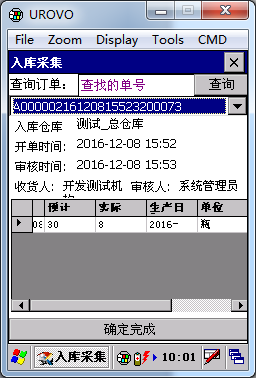 UROVO
File Zoom Display Tools CMD
入库采集
查询订单： 查找的单号 查询
A00000216120815523200073
入库仓库 测试_总仓库
开单时间： 2016-12-08 15:52
审核时间： 2016-12-08 15:53
收货人： 开发测试机构 审核人： 系统管理员
预计 实际 生产日 单位
08 30 8 2016- 瓶
确定完成
入库采集 10:01